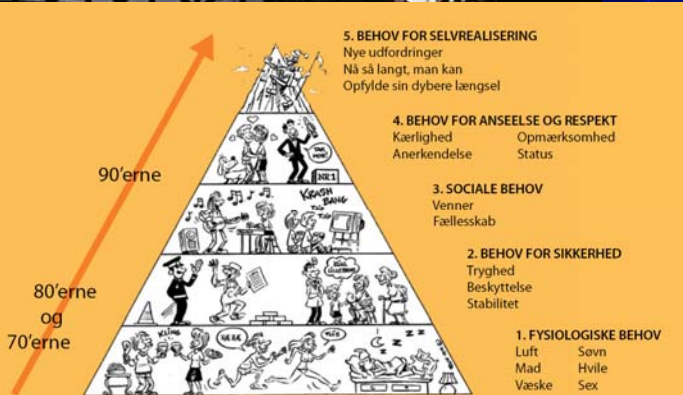 5. BEHOV FOR SELVREALISERING
Nye udfordringer
Nå så langt, man kan
Opfylde sin dybere længsel
4. BEHOV FOR ANSEELSE OG RESPEKT
Kærlighed Opmærksomhed
Anerkendelse Status
3. SOCIALE BEHOV
Venner
Fællesskab
2. BEHOV FOR SIKKERHED
Tryghed
Beskyttelse
Stabilitet
1. FYSIOLOGISKE BEHOV
Luft Søvn
Mad Hvile
Væske Sex
90'erne
80'erne
og
70'erne
TAK
MOR!
NR 1
KRASH
BANG
KLING
Z Z Z